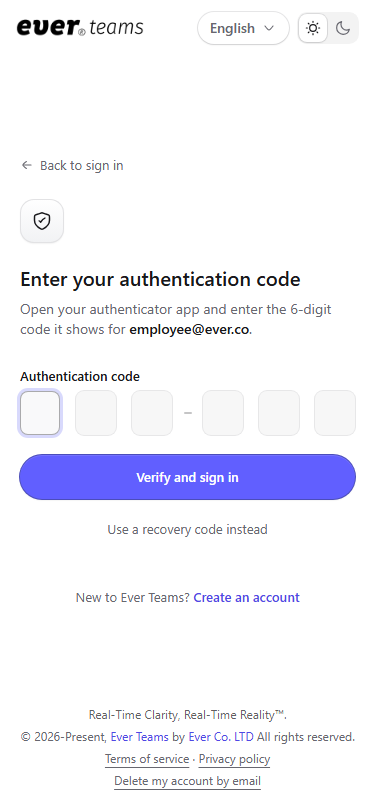 ever® teams
English
← Back to sign in
Enter your authentication code
Open your authenticator app and enter the 6-digit
code it shows for employee@ever.co.
Authentication code
–
Verify and sign in
Use a recovery code instead
New to Ever Teams? Create an account
Real-Time Clarity, Real-Time Reality™.
© 2026-Present, Ever Teams by Ever Co. LTD All rights reserved.
Terms of service · Privacy policy
Delete my account by email